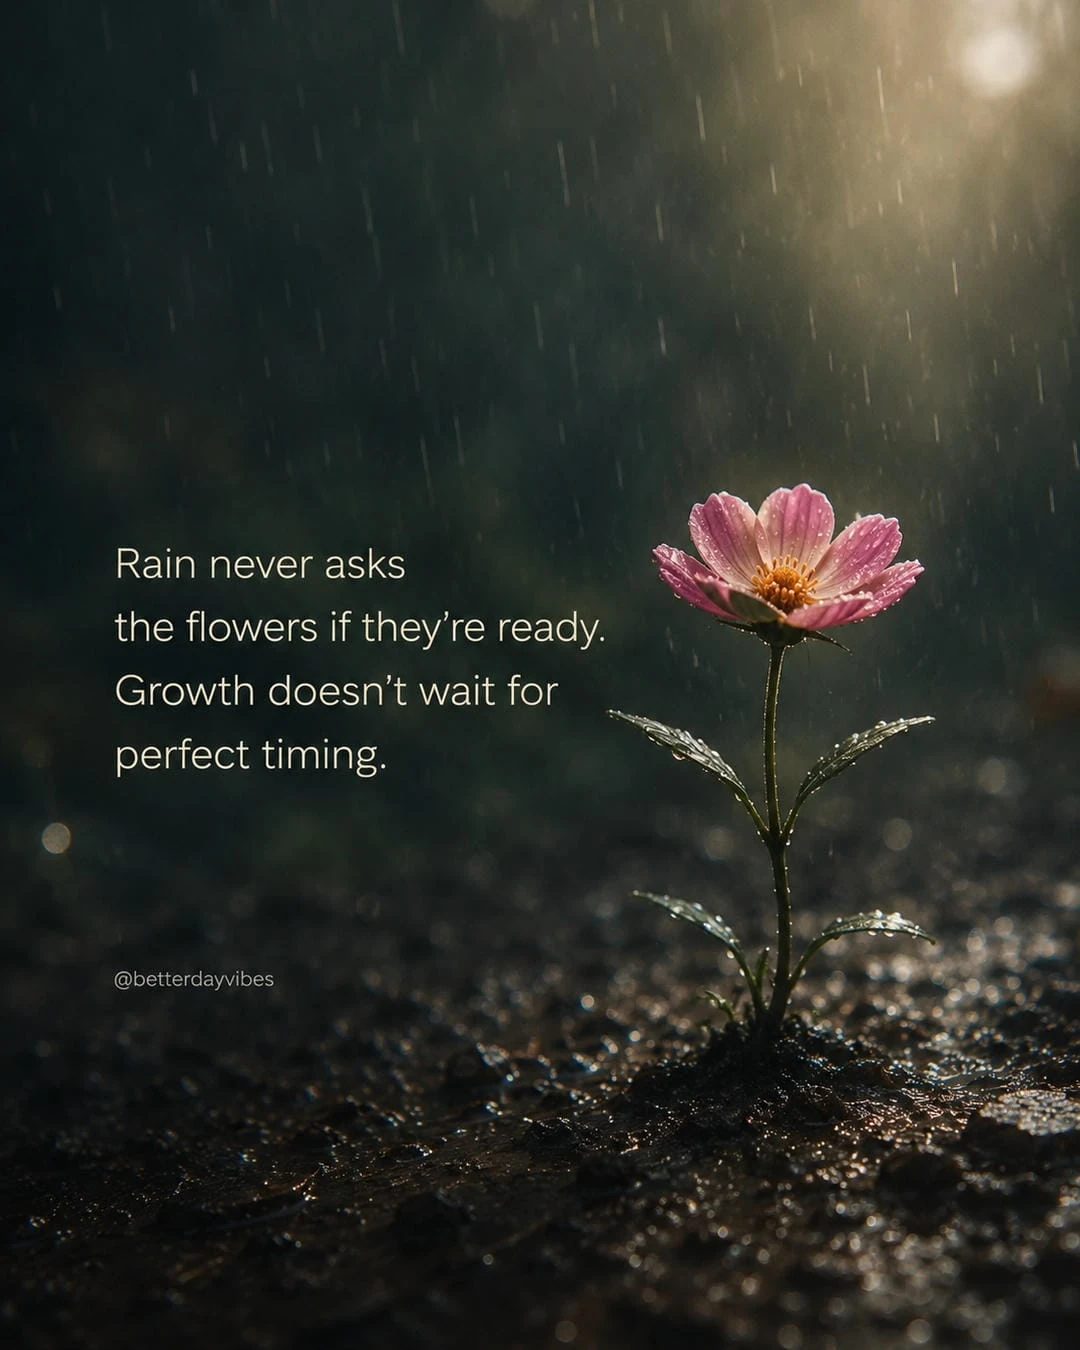 Rain never asks
the flowers if they’re ready.
Growth doesn’t wait for
perfect timing.
@betterdayvibes